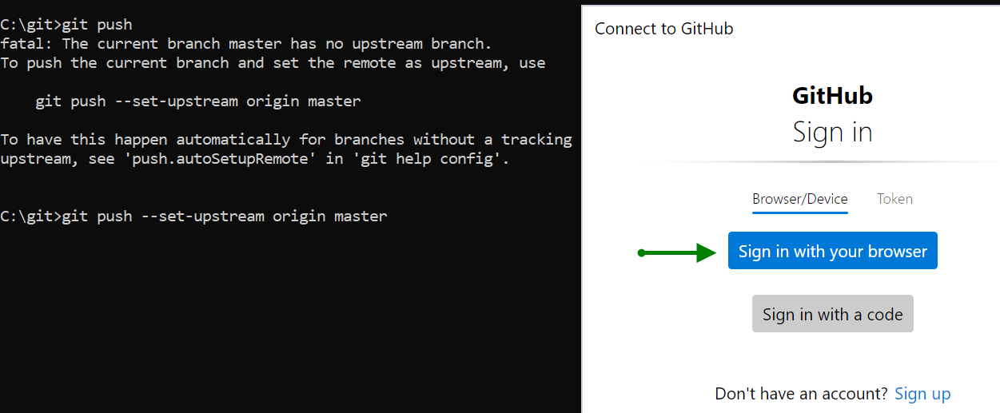 C:\git>git push
fatal: The current branch master has no upstream branch.
To push the current branch and set the remote as upstream, use
    git push --set-upstream origin master
To have this happen automatically for branches without a tracking
upstream, see 'push.autoSetupRemote' in 'git help config'.
C:\git>git push --set-upstream origin master
Connect to GitHub
GitHub
Sign in
Browser/Device Token
Sign in with your browser
Sign in with a code
Don't have an account? Sign up